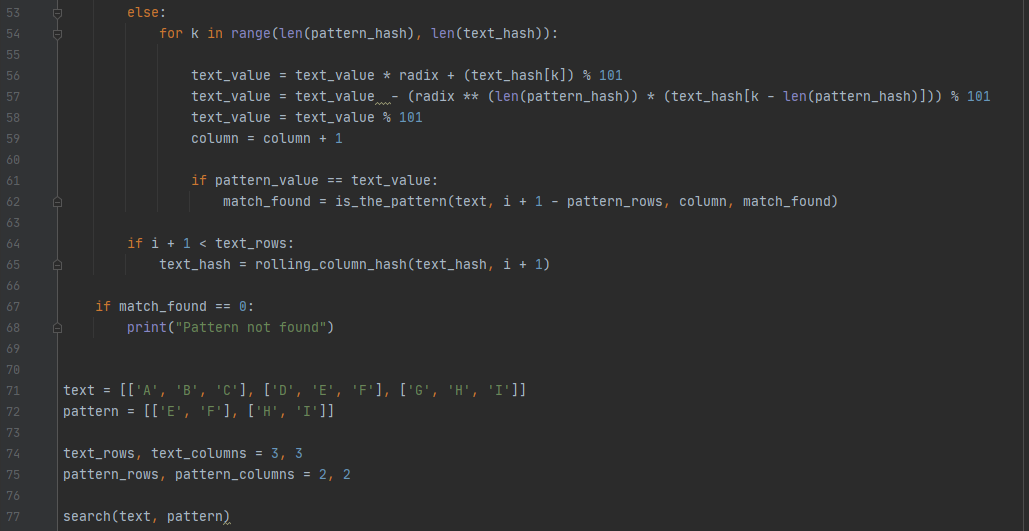 53 else:
54 for k in range(len(pattern_hash), len(text_hash)):
55
56 text_value = text_value * radix + (text_hash[k]) % 101
57 text_value = text_value  - (radix ** (len(pattern_hash)) * (text_hash[k - len(pattern_hash)])) % 101
58 text_value = text_value % 101
59 column = column + 1
60
61 if pattern_value == text_value:
62 match_found = is_the_pattern(text, i + 1 - pattern_rows, column, match_found)
63
64 if i + 1 < text_rows:
65 text_hash = rolling_column_hash(text_hash, i + 1)
66
67 if match_found == 0:
68 print("Pattern not found")
69
70
71 text = [['A', 'B', 'C'], ['D', 'E', 'F'], ['G', 'H', 'I']]
72 pattern = [['E', 'F'], ['H', 'I']]
73
74 text_rows, text_columns = 3, 3
75 pattern_rows, pattern_columns = 2, 2
76
77 search(text, pattern)